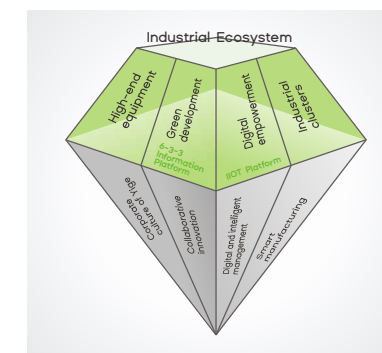 Industrial Ecosystem
High-end
equipment
Green
development
Digital
empowerment
Industrial
clusters
6-3-3
Information
Platform
IIOT Platform
Corporate
culture of Yige
Collaborative
innovation
Digital and intelligent
management
Smart
manufacturing